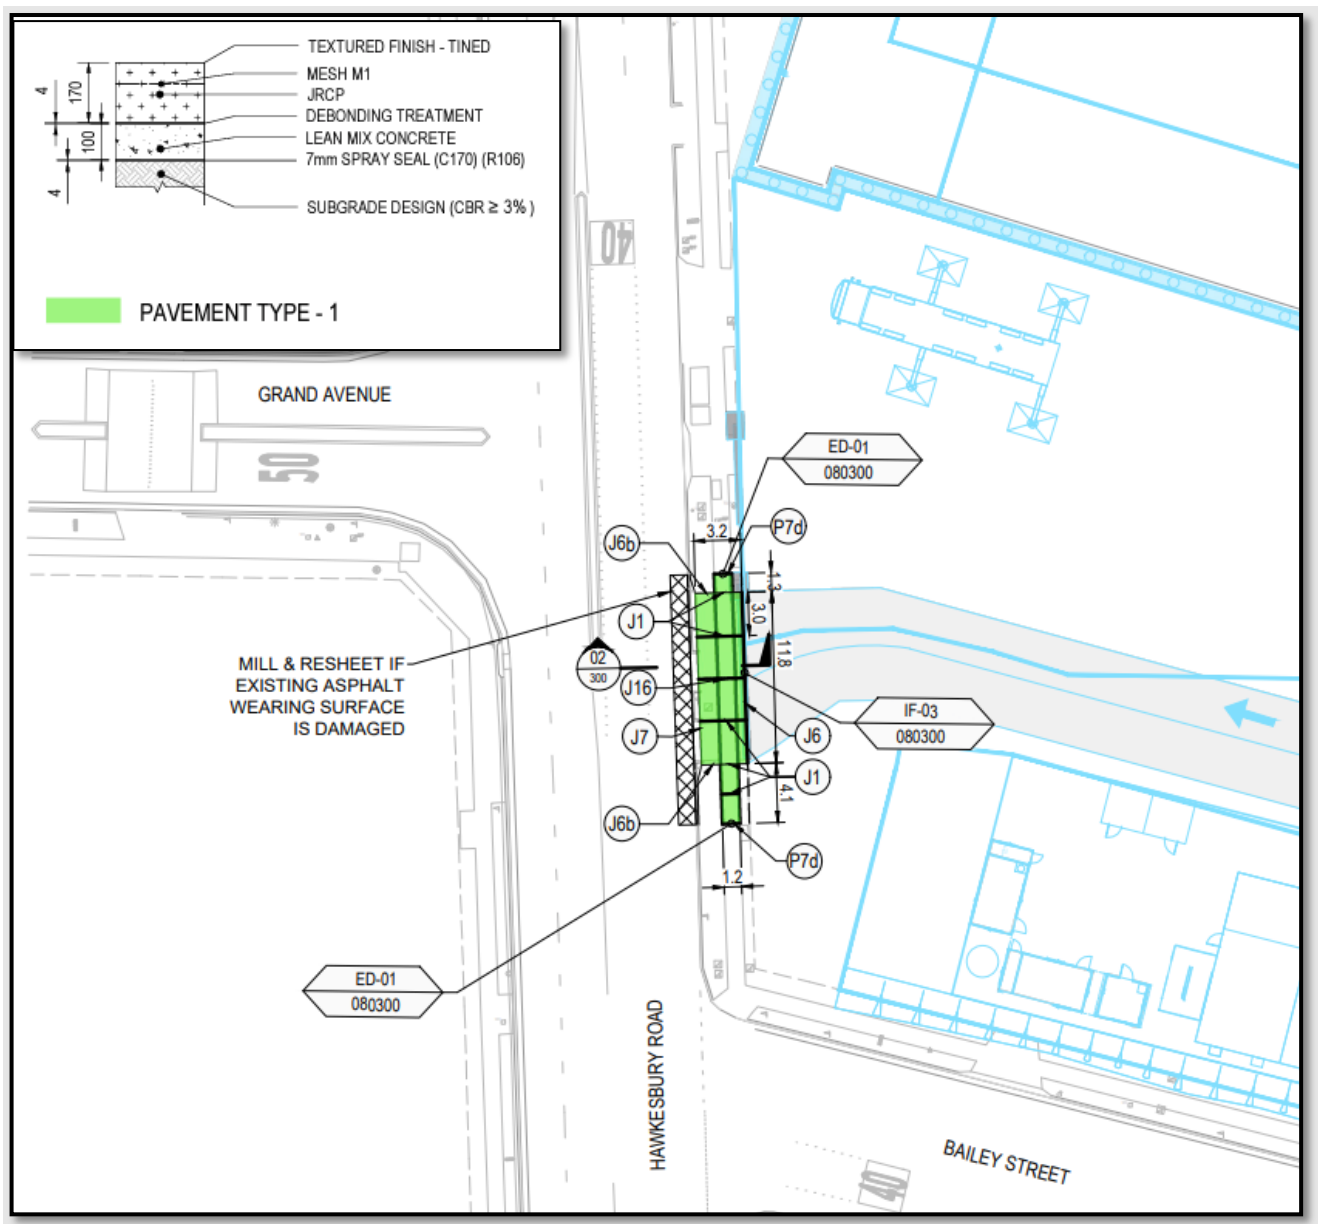 TEXTURED FINISH - TINED
MESH M1
JRCP
DEBONDING TREATMENT
LEAN MIX CONCRETE
7mm SPRAY SEAL (C170) (R106)
SUBGRADE DESIGN (CBR ≥ 3% )
4
170
100
4
PAVEMENT TYPE - 1
40
GRAND AVENUE
50
ED-01
080300
P7d
3.2
J6b
1.3
3.0
J1
11.8
02
300
MILL & RESHEET IF
EXISTING ASPHALT
WEARING SURFACE
IS DAMAGED
J16
IF-03
080300
J7
J6
J1
4.1
J6b
P7d
1.2
ED-01
080300
HAWKESBURY ROAD
BAILEY STREET
40